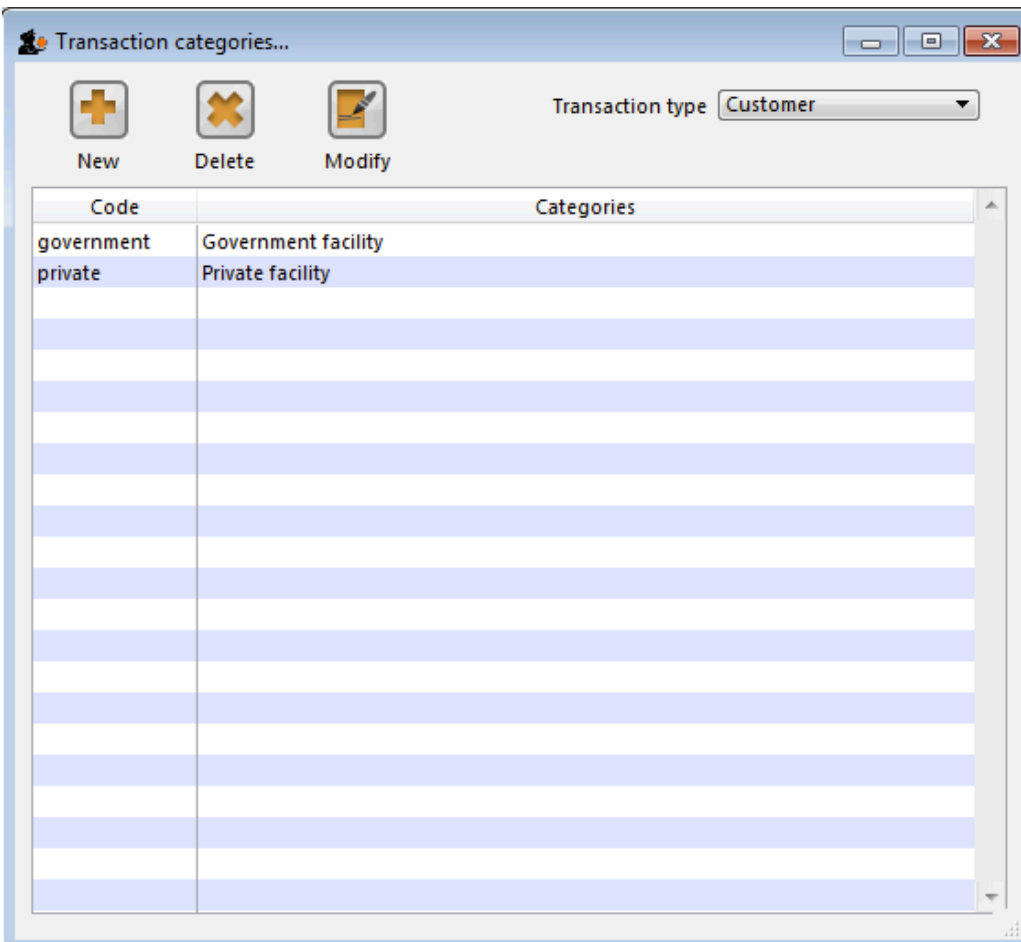 Transaction categories...
Transaction type Customer
New Delete Modify
Code Categories
government Government facility
private Private facility